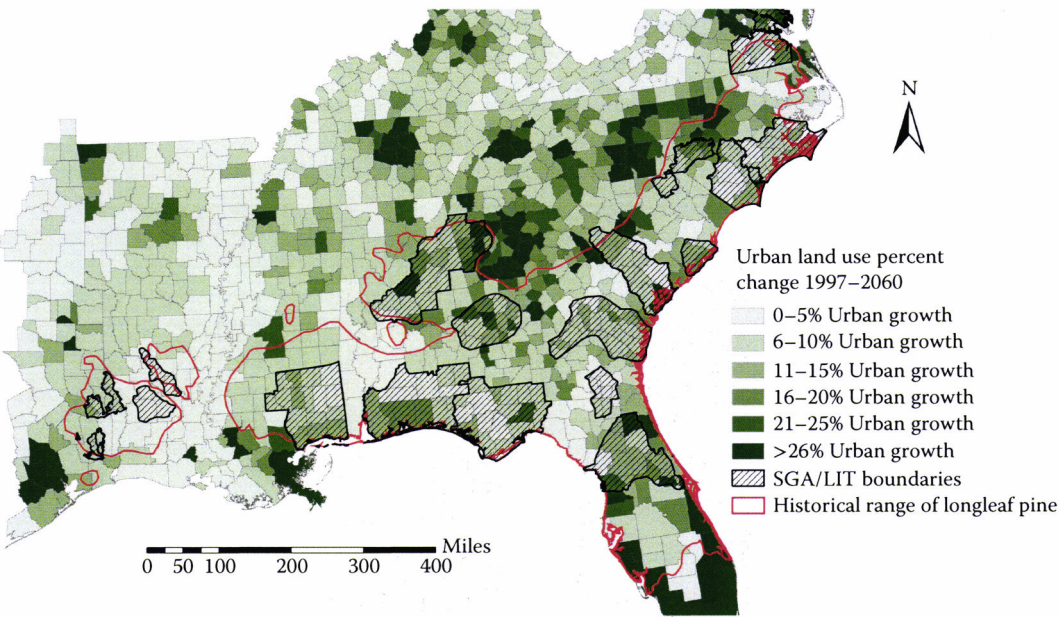 N
Urban land use percent
change 1997–2060
0–5% Urban growth
6–10% Urban growth
11–15% Urban growth
16–20% Urban growth
21–25% Urban growth
>26% Urban growth
SGA/LIT boundaries
Historical range of longleaf pine
Miles
0 50 100 200 300 400